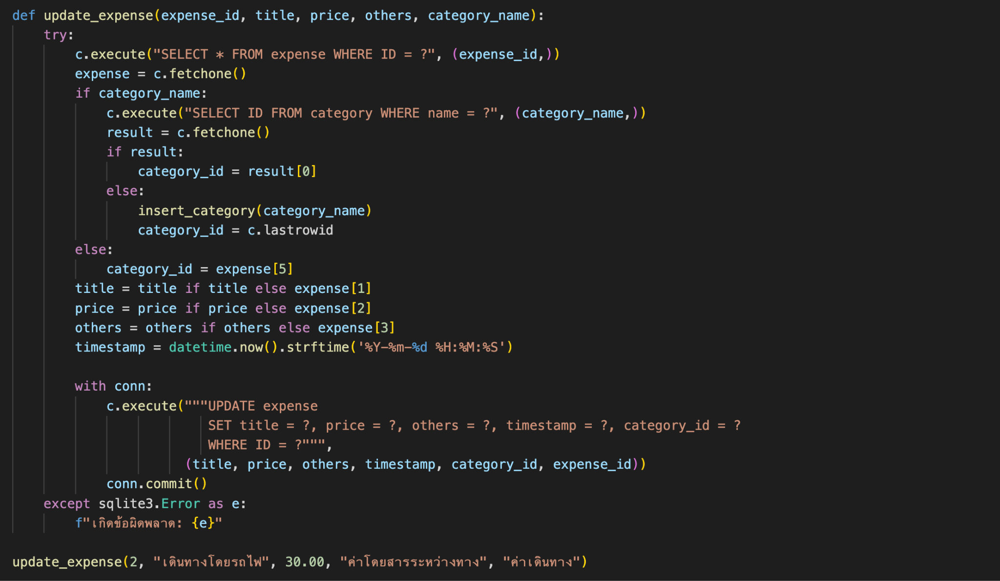 def update_expense(expense_id, title, price, others, category_name):
    try:
        c.execute("SELECT * FROM expense WHERE ID = ?", (expense_id,))
        expense = c.fetchone()
        if category_name:
            c.execute("SELECT ID FROM category WHERE name = ?", (category_name,))
            result = c.fetchone()
            if result:
                category_id = result[0]
            else:
                insert_category(category_name)
                category_id = c.lastrowid
        else:
            category_id = expense[5]
        title = title if title else expense[1]
        price = price if price else expense[2]
        others = others if others else expense[3]
        timestamp = datetime.now().strftime('%Y-%m-%d %H:%M:%S')

        with conn:
            c.execute("""UPDATE expense
                         SET title = ?, price = ?, others = ?, timestamp = ?, category_id = ?
                         WHERE ID = ?""",
                      (title, price, others, timestamp, category_id, expense_id))
            conn.commit()
    except sqlite3.Error as e:
        f"เกิดข้อผิดพลาด: {e}"

update_expense(2, "เดินทางโดยรถไฟ", 30.00, "ค่าโดยสารระหว่างทาง", "ค่าเดินทาง")